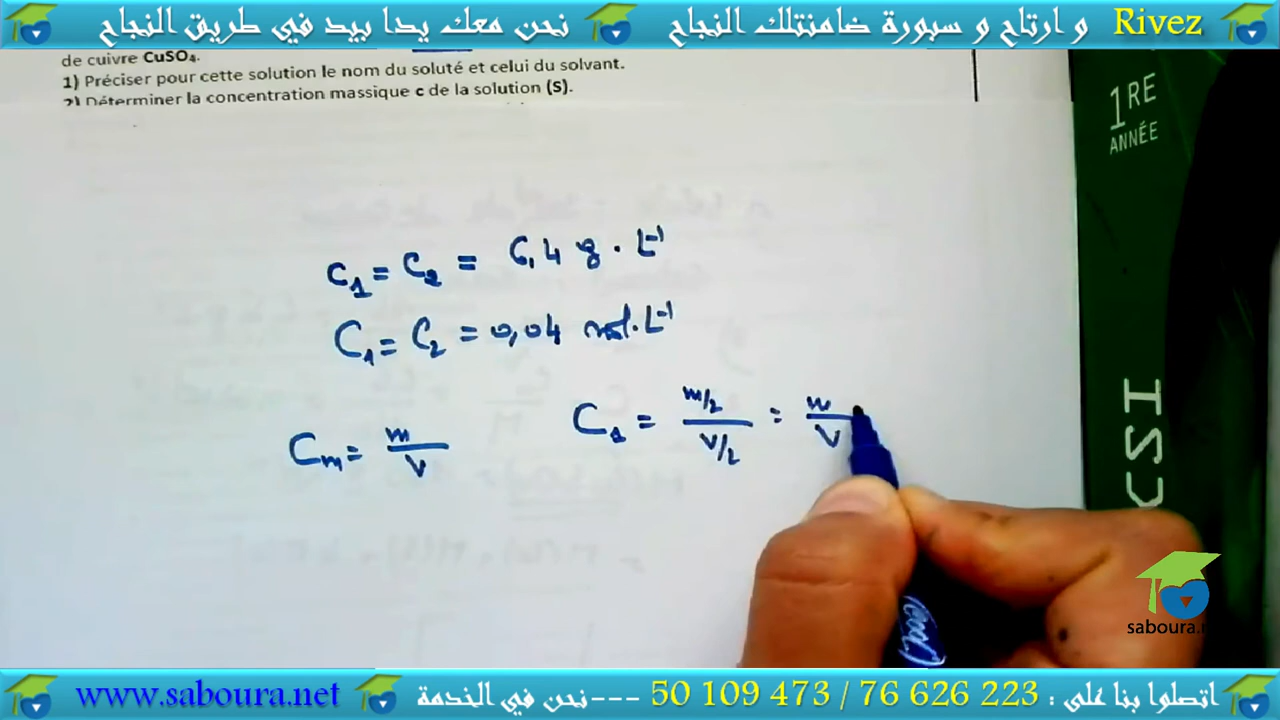 نحن معك يدا بيد في طريق النجاح و ارتاح و سبورة ضامنتلك النجاح Rivez
de cuivre CuSO₄.
1) Préciser pour cette solution le nom du soluté et celui du solvant.
2) Déterminer la concentration massique c de la solution (S).
1RE
ANNÉE
C₁ = C₂ = 6,4 g . L⁻¹
C₁ = C₂ = 0,04 mol.L⁻¹
Cm = m/V
C₁ = (m/2)/(V/2) = m/V
saboura.n
www.saboura.net اتصلوا بنا على : 50 109 473 / 76 626 223 ---نحن في الخدمة